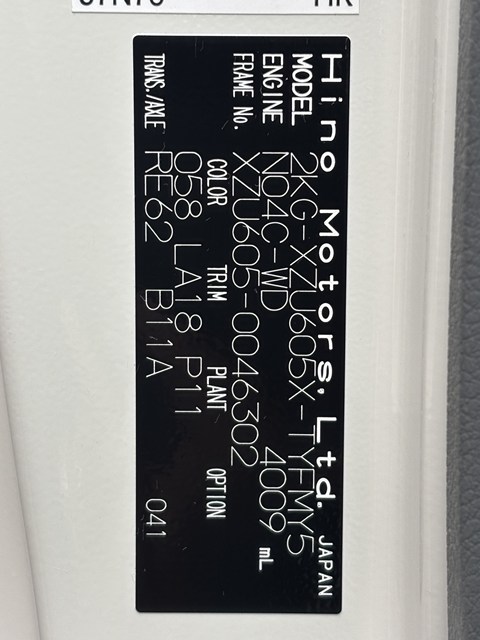 Hino Motors, Ltd. JAPAN
MODEL 2KG-XZU605X-TYFMY5
ENGINE N04C-WD 4009 mL
FRAME No. XZU605-0046302
COLOR TRIM PLANT OPTION
058 LA18 P11
TRANS./AXLE RE62 B11A 041